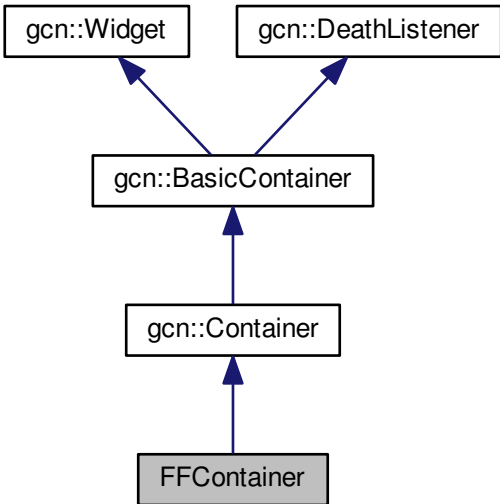 gcn::Widget
gcn::DeathListener
gcn::BasicContainer
gcn::Container
FFContainer